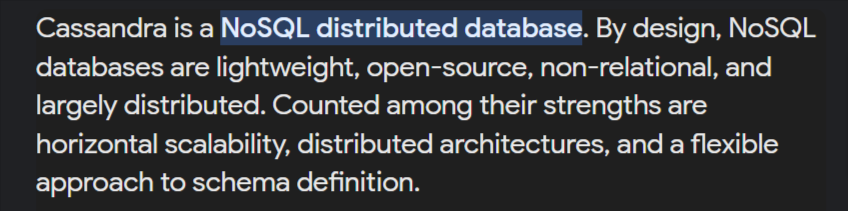 Cassandra is a NoSQL distributed database. By design, NoSQL
databases are lightweight, open-source, non-relational, and
largely distributed. Counted among their strengths are
horizontal scalability, distributed architectures, and a flexible
approach to schema definition.